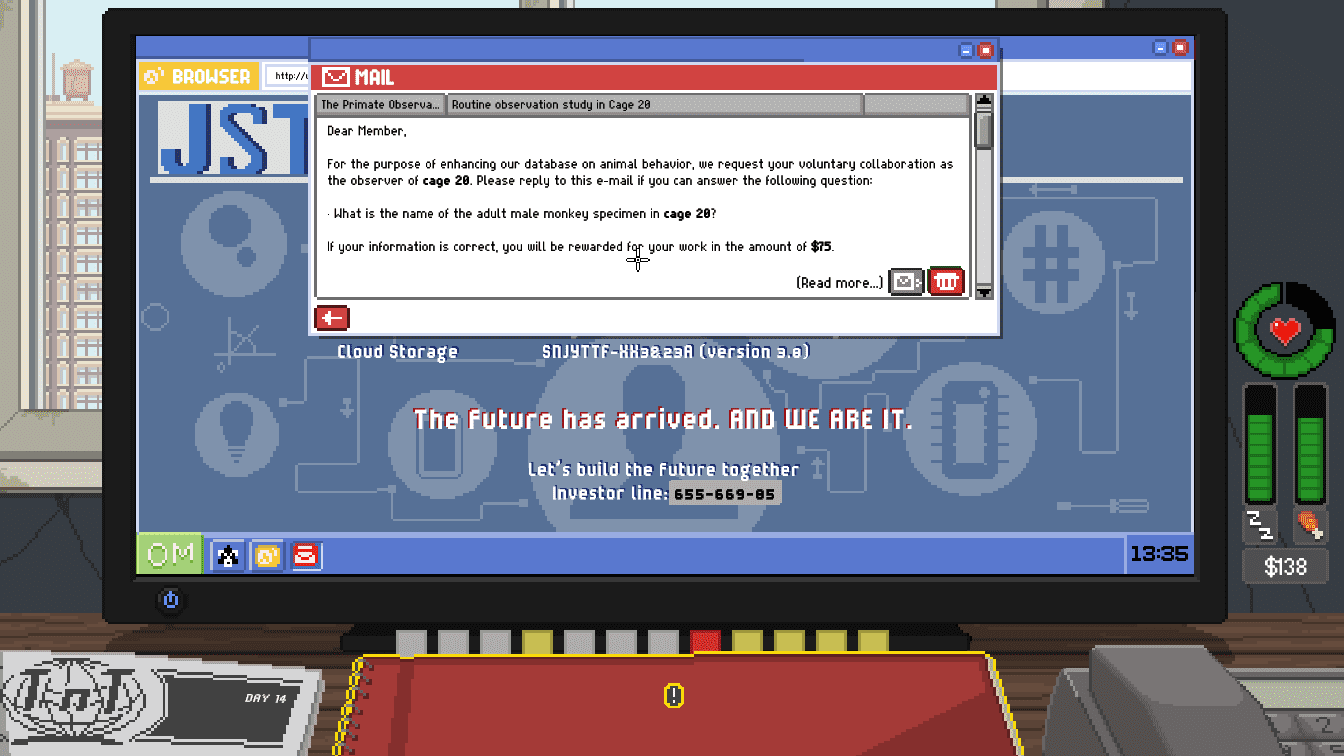 BROWSER
http://
MAIL
The Primate Observa...
Routine observation study in Cage 20
JST
Dear Member,
For the purpose of enhancing our database on animal behavior, we request your voluntary collaboration as
the observer of cage 20. Please reply to this e-mail if you can answer the following question:
· What is the name of the adult male monkey specimen in cage 20?
If your information is correct, you will be rewarded for your work in the amount of $75.
(Read more...)
Cloud Storage
SNJYTTF-XX3&23A (version 3.8)
The future has arrived. AND WE ARE IT.
Let's build the future together
Investor line: 655-669-85
OM
13:35
ZZ
$138
DAY 14
!
2